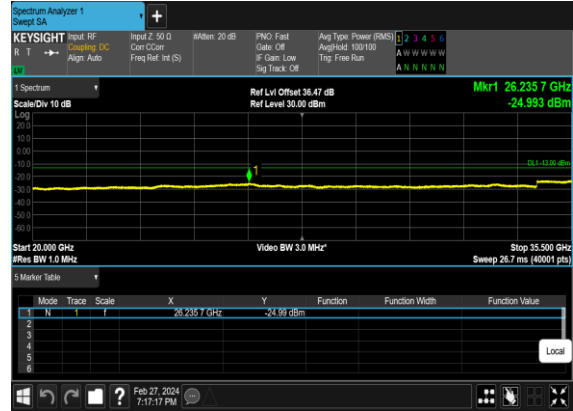 Spectrum Analyzer 1
Swept SA
+
KEYSIGHT Input: RF Input Z: 50 Ω #Atten: 20 dB PNO: Fast Avg Type: Power (RMS) 1 2 3 4 5 6
R T Coupling: DC Corr CCorr Gate: Off Avg|Hold: 100/100 A W W W W W
Align: Auto Freq Ref: Int (S) IF Gain: Low Trig: Free Run
Sig Track: Off A N N N N N
1 Spectrum Ref Lvl Offset 36.47 dB Mkr1 26.235 7 GHz
Scale/Div 10 dB Ref Level 30.00 dBm -24.993 dBm
Log
20.0
10.0
0.00
-10.0
DL1 -13.00 dBm
1
-20.0
-30.0
-40.0
-50.0
-60.0
Start 20.000 GHz Video BW 3.0 MHz* Stop 35.500 GHz
#Res BW 1.0 MHz Sweep 26.7 ms (40001 pts)
5 Marker Table
Mode Trace Scale X Y Function Function Width Function Value
1 N 1 f 26.235 7 GHz -24.99 dBm
2
3
4
5
6
Local
? Feb 27, 2024
7:17:17 PM